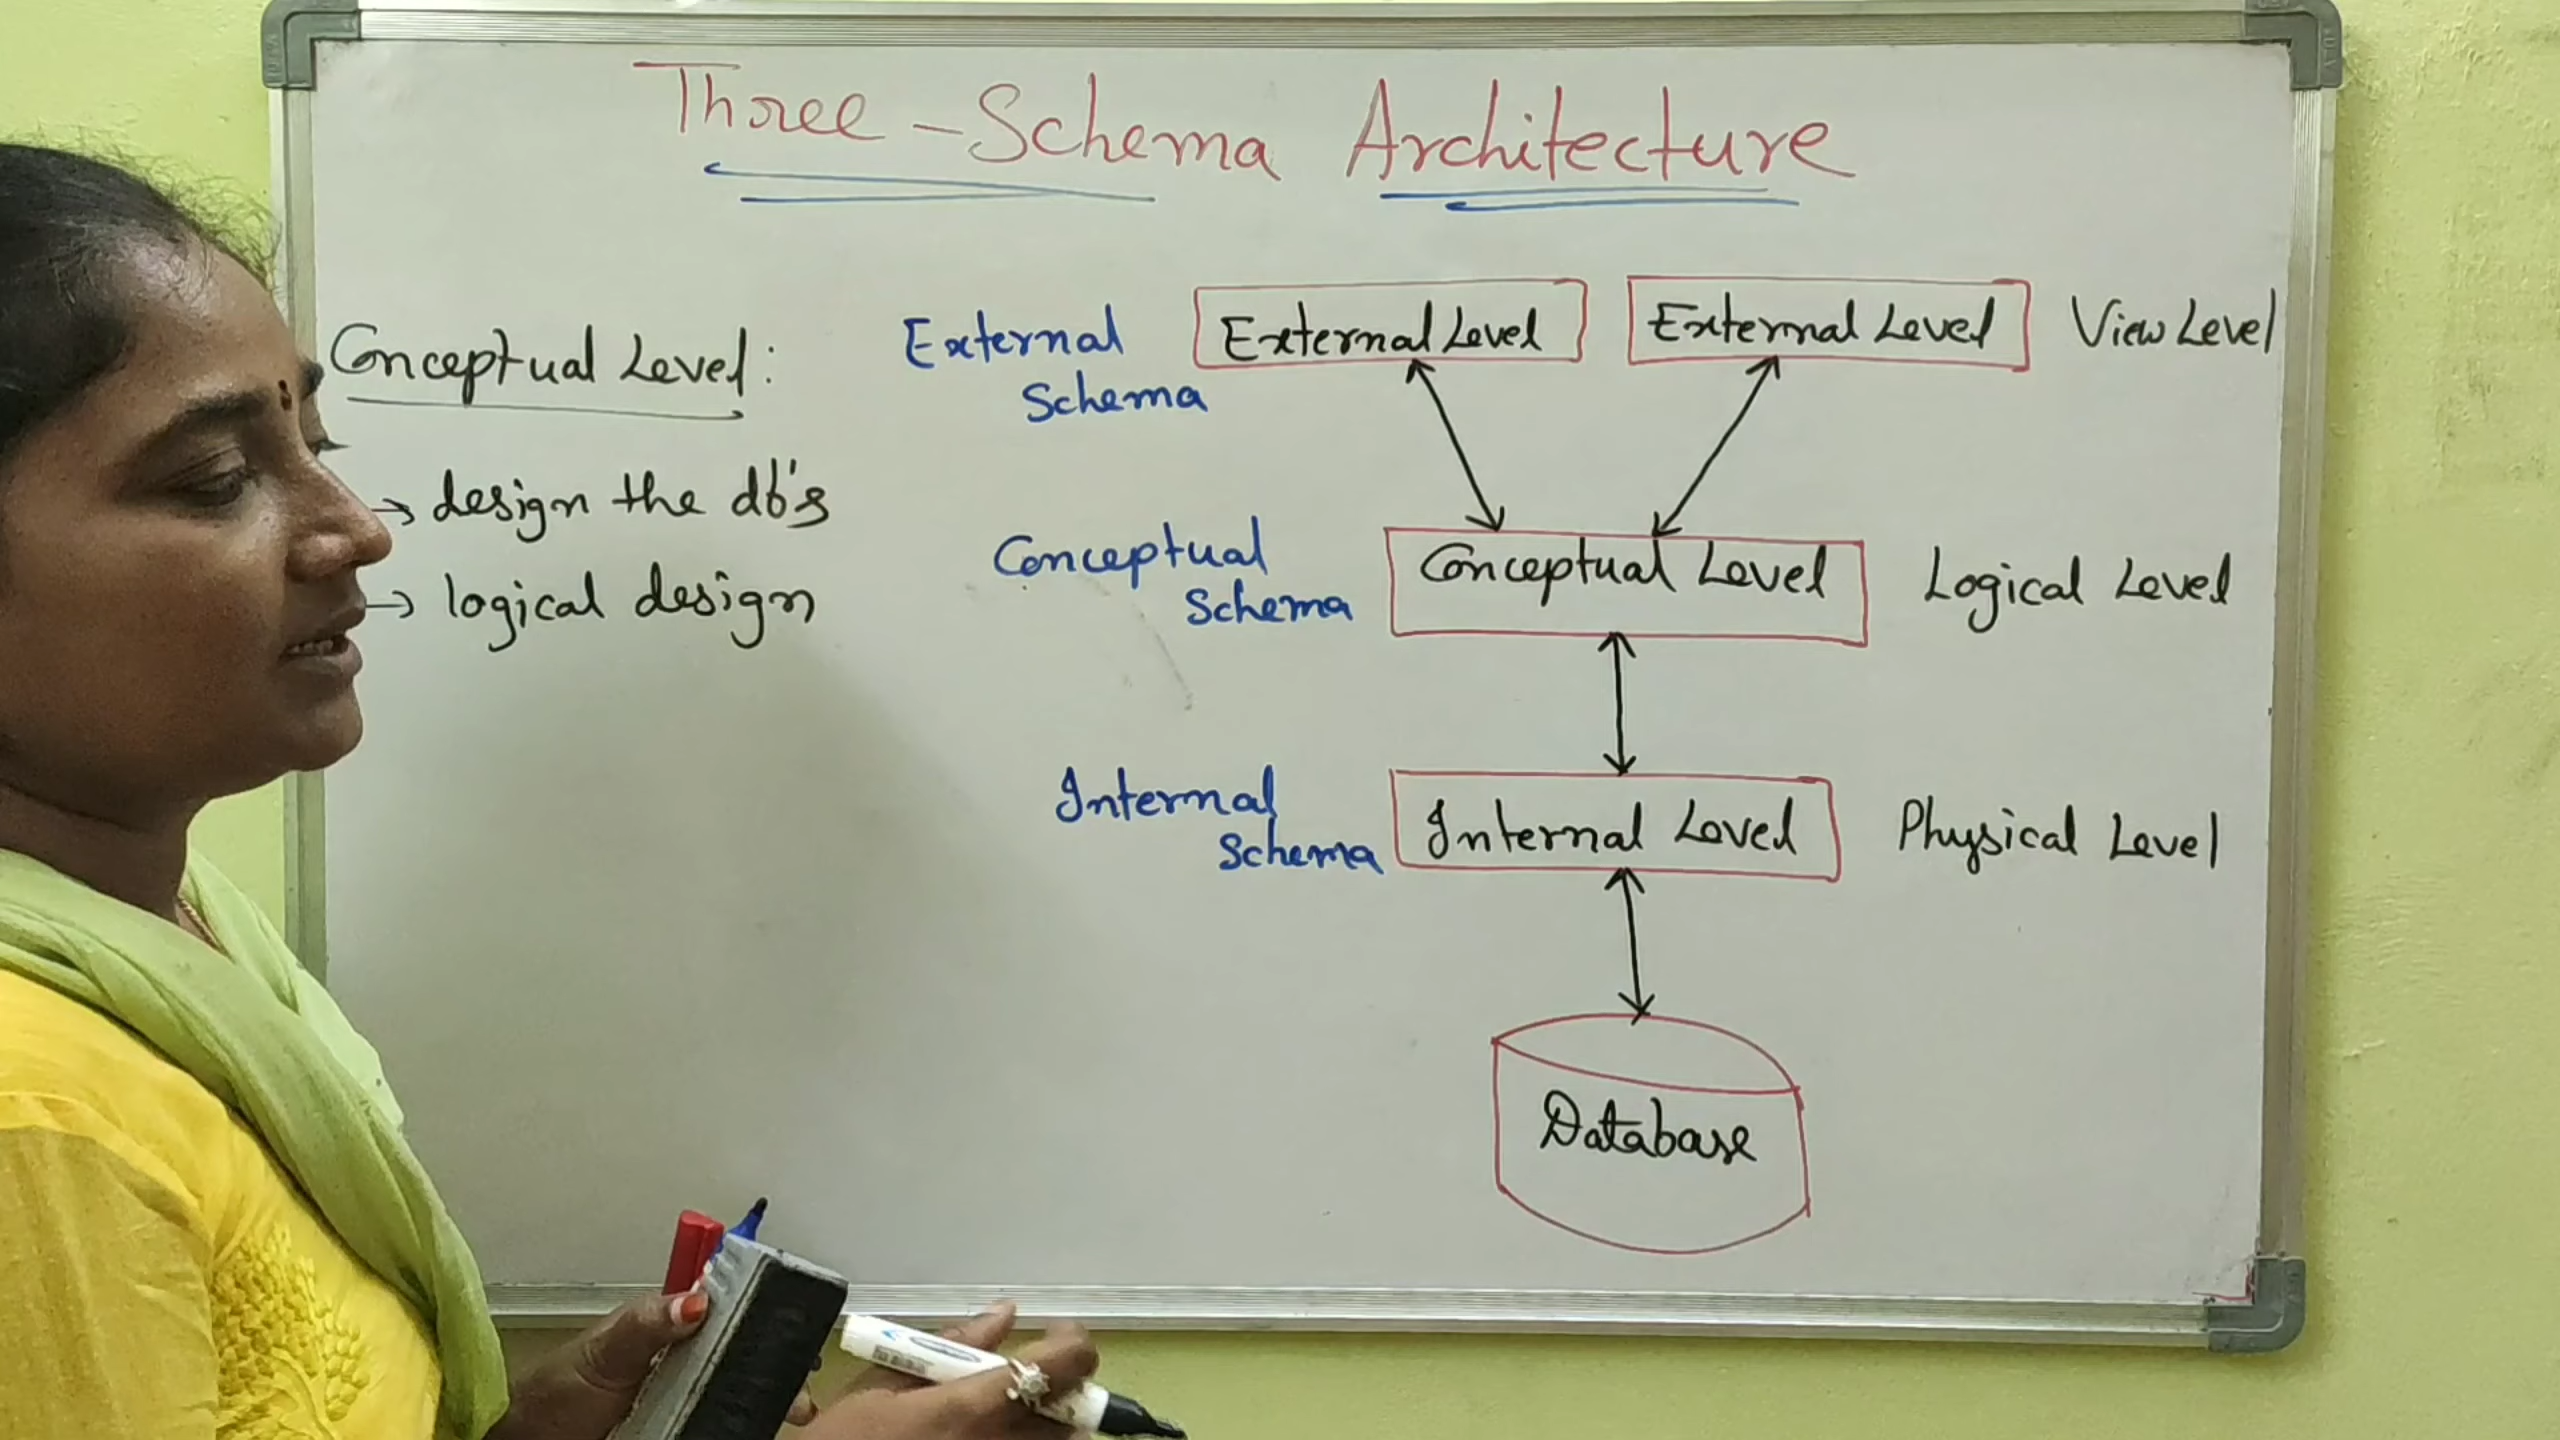 Three-Schema Architecture
Conceptual Level:
→ design the db's
→ logical design
External
Schema
External Level
External Level
View Level
Conceptual
Schema
Conceptual Level
Logical Level
Internal
Schema
Internal Level
Physical Level
Database